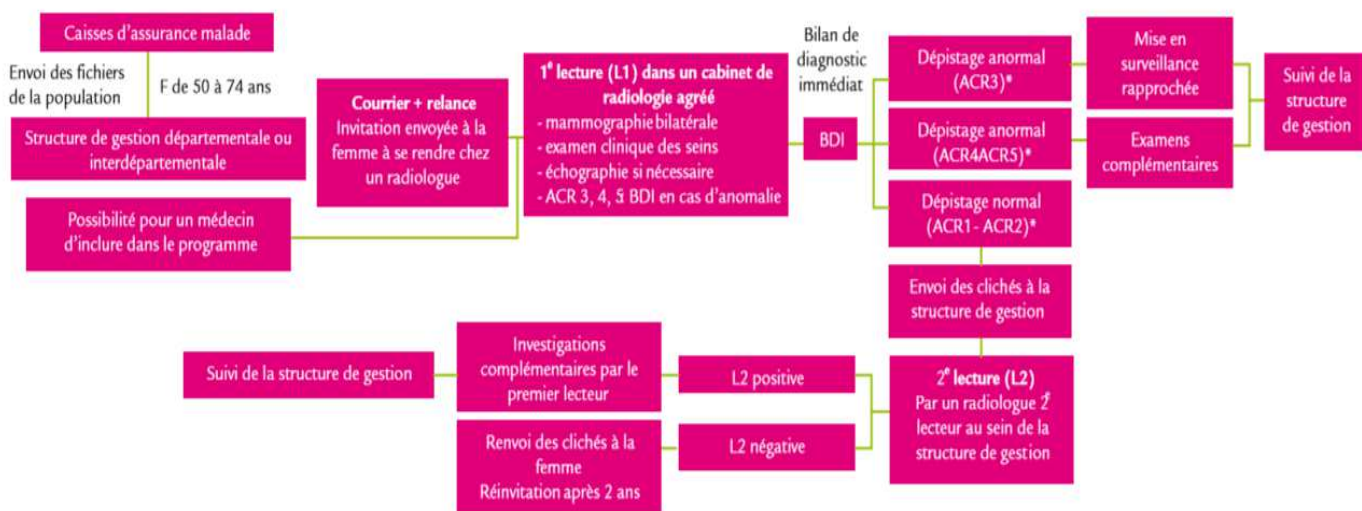 Caisses d'assurance malade
Envoi des fichiers
de la population
F de 50 à 74 ans
Structure de gestion départementale ou
interdépartementale
Possibilité pour un médecin
d'inclure dans le programme
Courrier + relance
Invitation envoyée à la
femme à se rendre chez
un radiologue
1e lecture (L1) dans un cabinet de
radiologie agréé
- mammographie bilatérale
- examen clinique des seins
- échographie si nécessaire
- ACR 3, 4, 5: BDI en cas d'anomalie
Bilan de
diagnostic
immédiat
BDI
Dépistage anormal
(ACR3)*
Mise en
surveillance
rapprochée
Dépistage anormal
(ACR4ACR5)*
Examens
complémentaires
Suivi de la
structure
de gestion
Dépistage normal
(ACR1- ACR2)*
Envoi des clichés à la
structure de gestion
2e lecture (L2)
Par un radiologue 2e
lecteur au sein de la
structure de gestion
L2 positive
Investigations
complémentaires par le
premier lecteur
Suivi de la structure de gestion
L2 négative
Renvoi des clichés à la
femme
Réinvitation après 2 ans